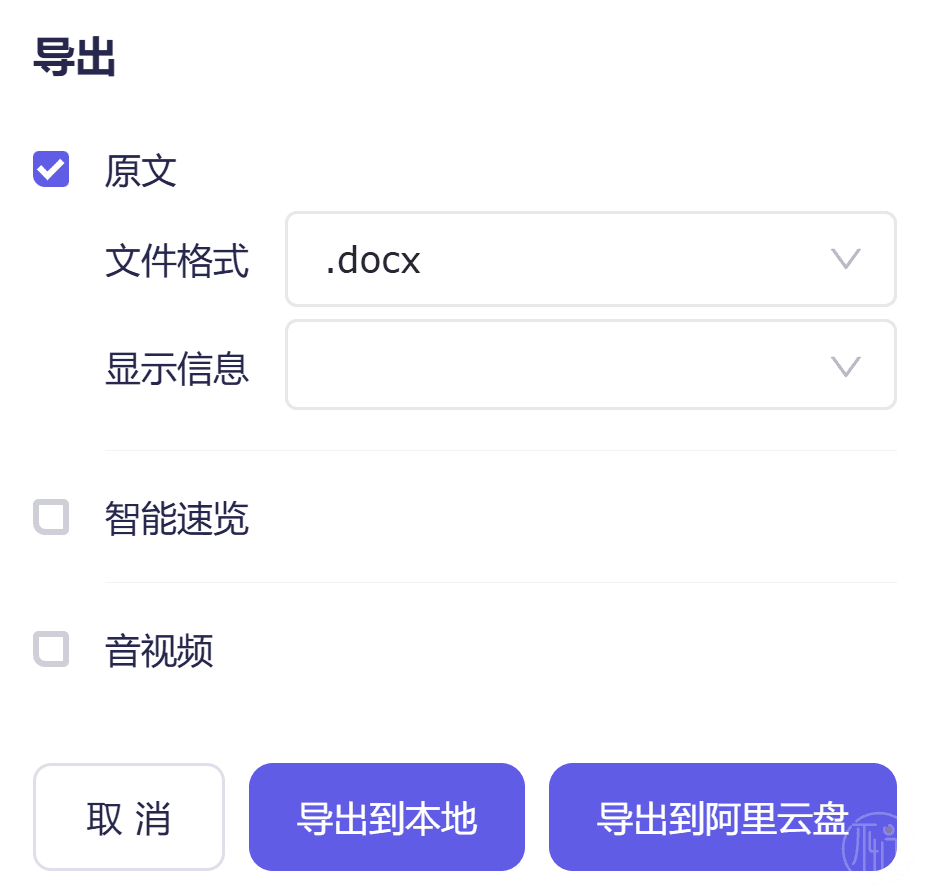 导出
原文
文件格式 .docx
显示信息
智能速览
音视频
取 消 导出到本地 导出到阿里云盘